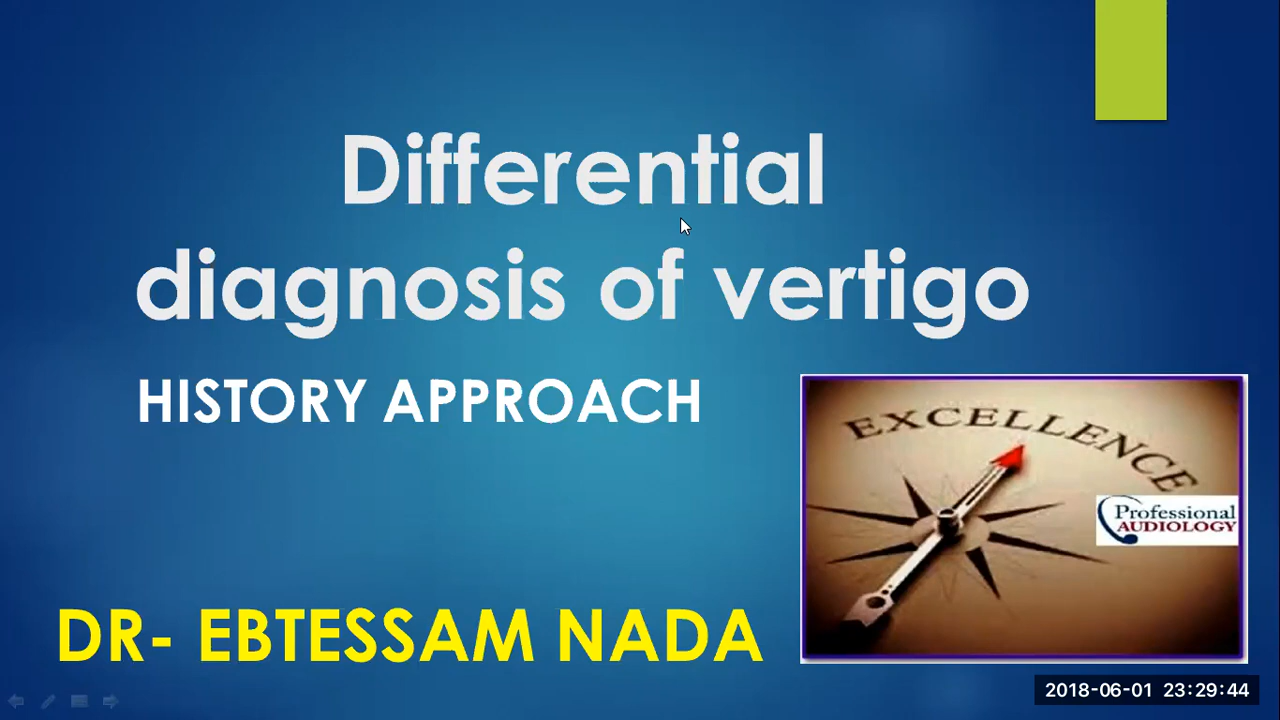 Differential
diagnosis of vertigo
HISTORY APPROACH
EXCELLENCE
Professional
AUDIOLOGY
DR- EBTESSAM NADA
2018-06-01 23:29:44